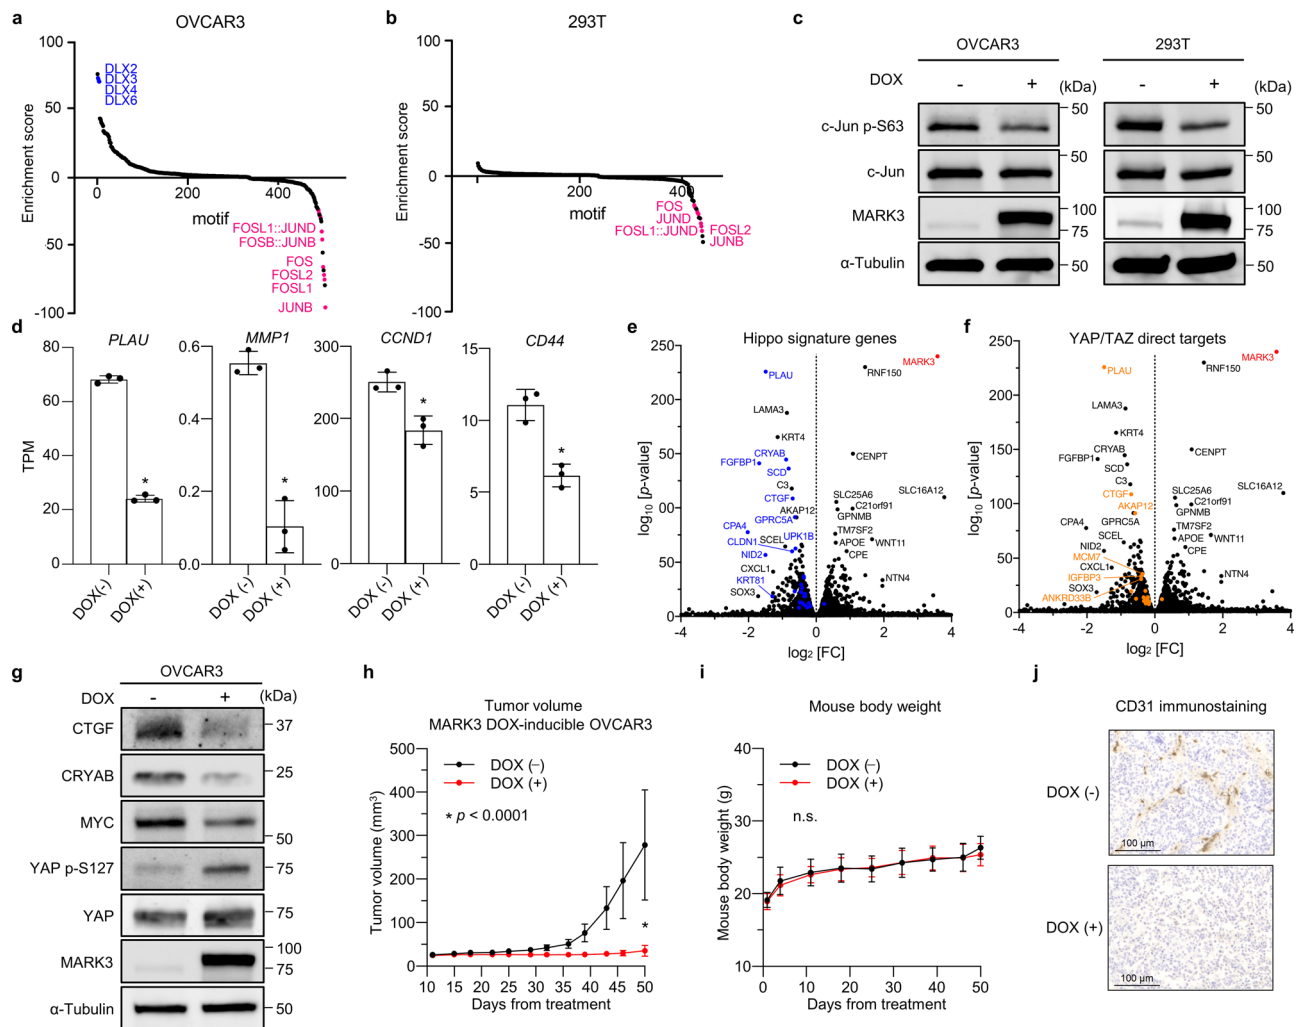 a
OVCAR3
Enrichment score
100
50
0
-50
-100
DLX2
DLX3
DLX4
DLX6
0
200
400
motif
FOSL1::JUND
FOSB::JUNB
FOS
FOSL2
FOSL1
JUNB
b
293T
Enrichment score
100
50
0
-50
-100
200
400
motif
FOS
JUND
FOSL1::JUND
FOSL2
JUNB
c
OVCAR3
293T
DOX
-
+
(kDa)
-
+
(kDa)
c-Jun p-S63
50
50
c-Jun
50
50
MARK3
100
75
100
75
α-Tubulin
50
50
d
TPM
PLAU
80
60
40
20
0
*
DOX (-)
DOX(+)
MMP1
0.6
0.4
0.2
0.0
*
DOX (-)
DOX (+)
CCND1
300
200
100
0
*
DOX (-)
DOX (+)
CD44
15
10
5
0
*
DOX (-)
DOX (+)
e
Hippo signature genes
log10 [p-value]
250
200
150
100
50
0
MARK3
PLAU
RNF150
LAMA3
KRT4
CRYAB
FGFBP1
SCD
CENPT
C3
CTGF
SLC16A12
SLC25A6
AKAP12
C21orf91
GPNMB
GPRC5A
CPA4
UPK1B
TM7SF2
CLDN1
SCEL
APOE
WNT11
NID2
CPE
CXCL1
KRT81
NTN4
SOX3
-4
-2
0
2
4
log2 [FC]
f
YAP/TAZ direct targets
log10 [p-value]
250
200
150
100
50
0
MARK3
PLAU
RNF150
LAMA3
KRT4
CRYAB
FGFBP1
SCD
CENPT
C3
CTGF
SLC16A12
SLC25A6
AKAP12
C21orf91
GPNMB
CPA4
GPRC5A
SCEL
TM7SF2
APOE
WNT11
NID2
CPE
MCM7
CXCL1
IGFBP3
NTN4
SOX3
ANKRD33B
-4
-2
0
2
4
log2 [FC]
g
OVCAR3
DOX
-
+
(kDa)
CTGF
37
CRYAB
25
MYC
50
YAP p-S127
75
YAP
75
MARK3
100
75
α-Tubulin
50
h
Tumor volume
MARK3 DOX-inducible OVCAR3
Tumor volume (mm3)
500
400
300
200
100
0
DOX (–)
DOX (+)
* p < 0.0001
*
10
15
20
25
30
35
40
45
50
Days from treatment
i
Mouse body weight
Mouse body weight (g)
40
30
20
10
DOX (–)
DOX (+)
n.s.
0
10
20
30
40
50
Days from treatment
j
CD31 immunostaining
DOX (-)
100 µm
DOX (+)
100 µm